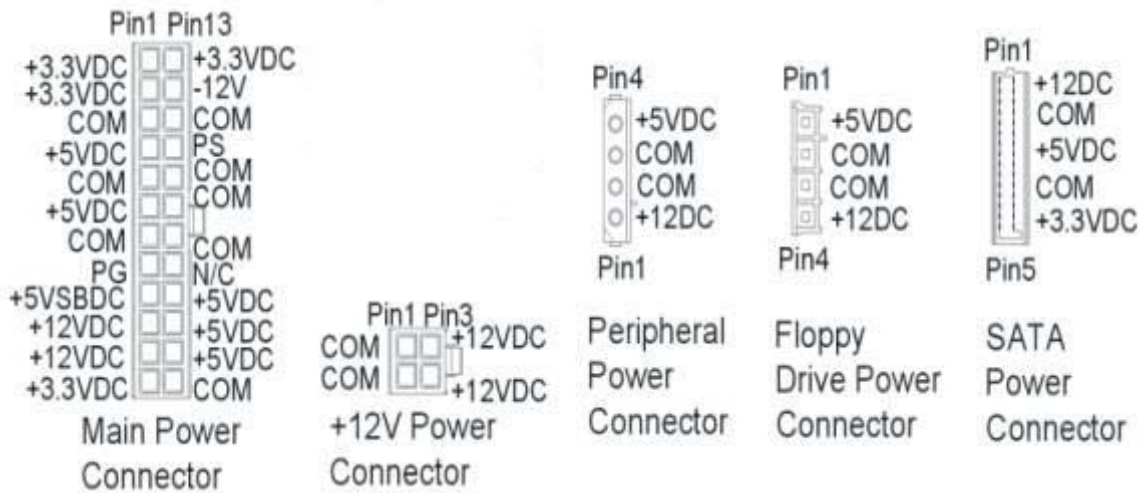 Pin1 Pin13
+3.3VDC +3.3VDC
+3.3VDC -12V
COM COM
+5VDC PS
COM COM
+5VDC COM
COM COM
PG N/C
+5VSBDC +5VDC
+12VDC +5VDC
+12VDC +5VDC
+3.3VDC COM
Main Power
Connector
Pin1 Pin3
COM +12VDC
COM +12VDC
+12V Power
Connector
Pin4
+5VDC
COM
COM
+12DC
Pin1
Peripheral
Power
Connector
Pin1
+5VDC
COM
COM
+12DC
Pin4
Floppy
Drive Power
Connector
Pin1
+12DC
COM
+5VDC
COM
+3.3VDC
Pin5
SATA
Power
Connector